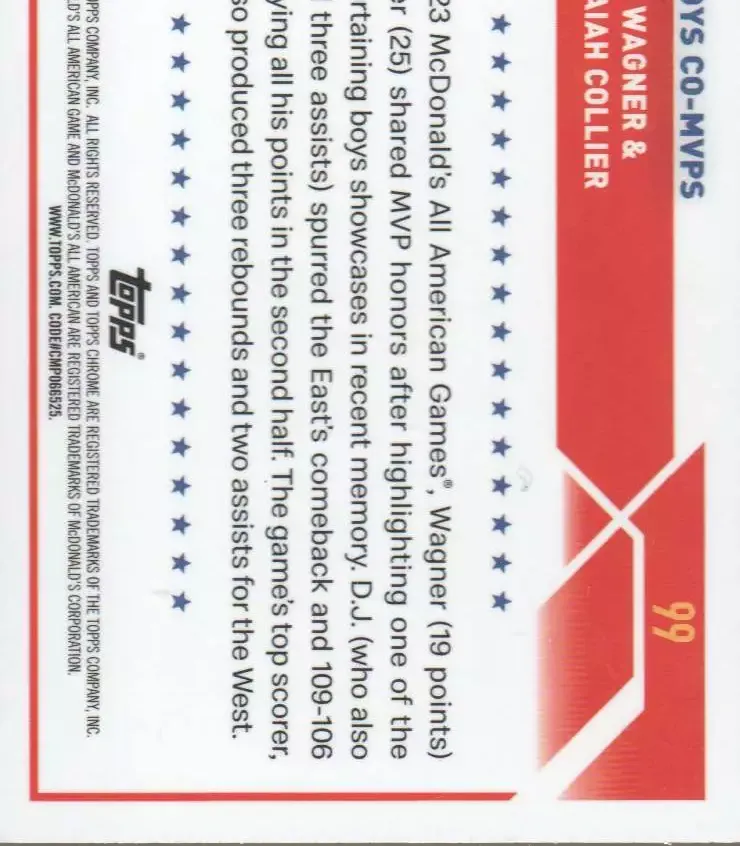 OYS CO-MVPS
99
WAGNER &
AIAH COLLIER
23 McDonald's All American Games®, Wagner (19 points)
er (25) shared MVP honors after highlighting one of the
rtaining boys showcases in recent memory. D.J. (who also
three assists) spurred the East's comeback and 109-106
ying all his points in the second half. The game's top scorer,
so produced three rebounds and two assists for the West.
topps®
OPPS COMPANY, INC. ALL RIGHTS RESERVED. TOPPS AND TOPPS CHROME ARE REGISTERED TRADEMARKS OF THE TOPPS COMPANY, INC.
LD'S ALL AMERICAN GAME AND McDONALD'S ALL AMERICAN ARE REGISTERED TRADEMARKS OF McDONALD'S CORPORATION.
WWW.TOPPS.COM. CODE#CMP066525.